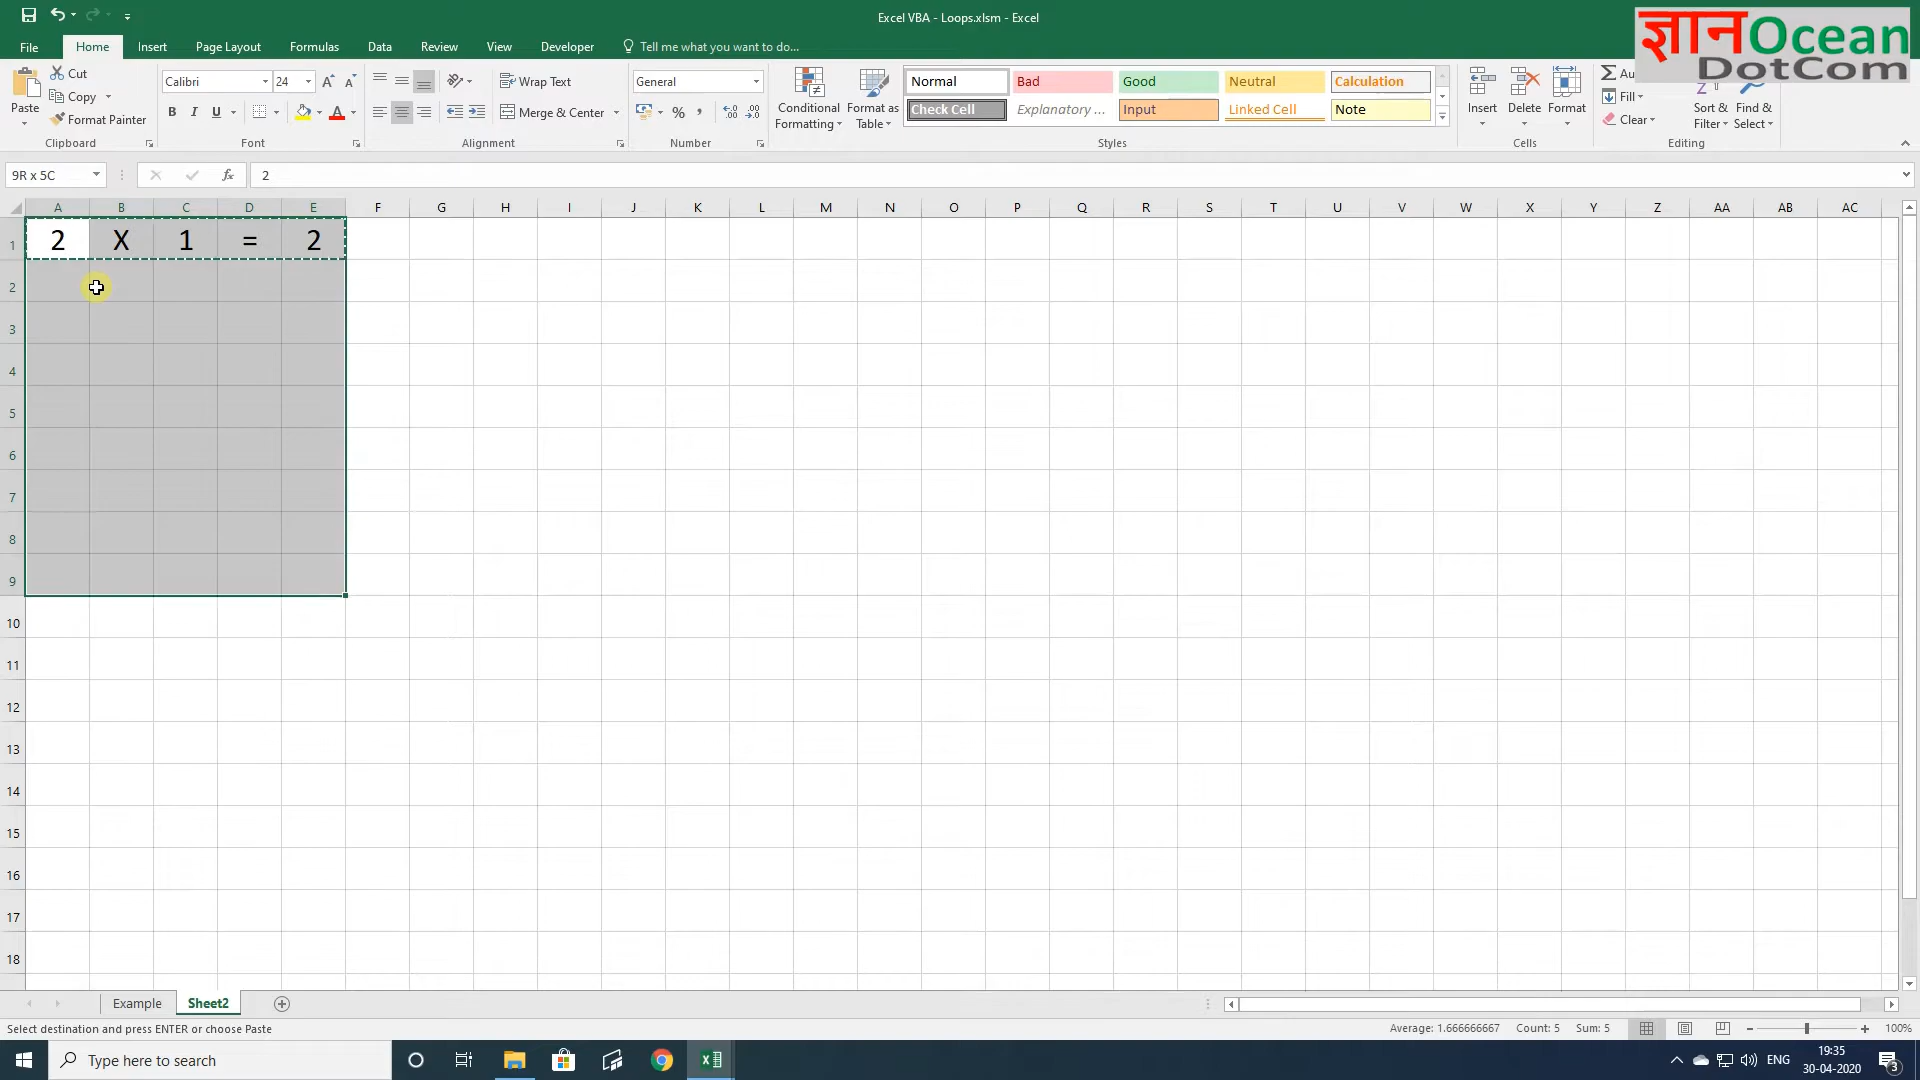 Excel VBA - Loops.xlsm - Excel
ज्ञानOcean
DotCom
File Home Insert Page Layout Formulas Data Review View Developer Tell me what you want to do...
Paste
Cut
Copy
Format Painter
Clipboard
Calibri 24
B I U
Font
Wrap Text
Merge & Center
Alignment
General
%
Number
Conditional Formatting
Format as Table
Normal Bad Good Neutral Calculation
Check Cell Explanatory ... Input Linked Cell Note
Styles
Insert Delete Format
Cells
Fill
Clear
Sort & Filter
Find & Select
Editing
9R x 5C fx 2
A B C D E F G H I J K L M N O P Q R S T U V W X Y Z AA AB AC
1 2 X 1 = 2
2
3
4
5
6
7
8
9
10
11
12
13
14
15
16
17
18
Example Sheet2
Select destination and press ENTER or choose Paste Average: 1.666666667 Count: 5 Sum: 5 100%
Type here to search ENG 19:35
30-04-2020
3